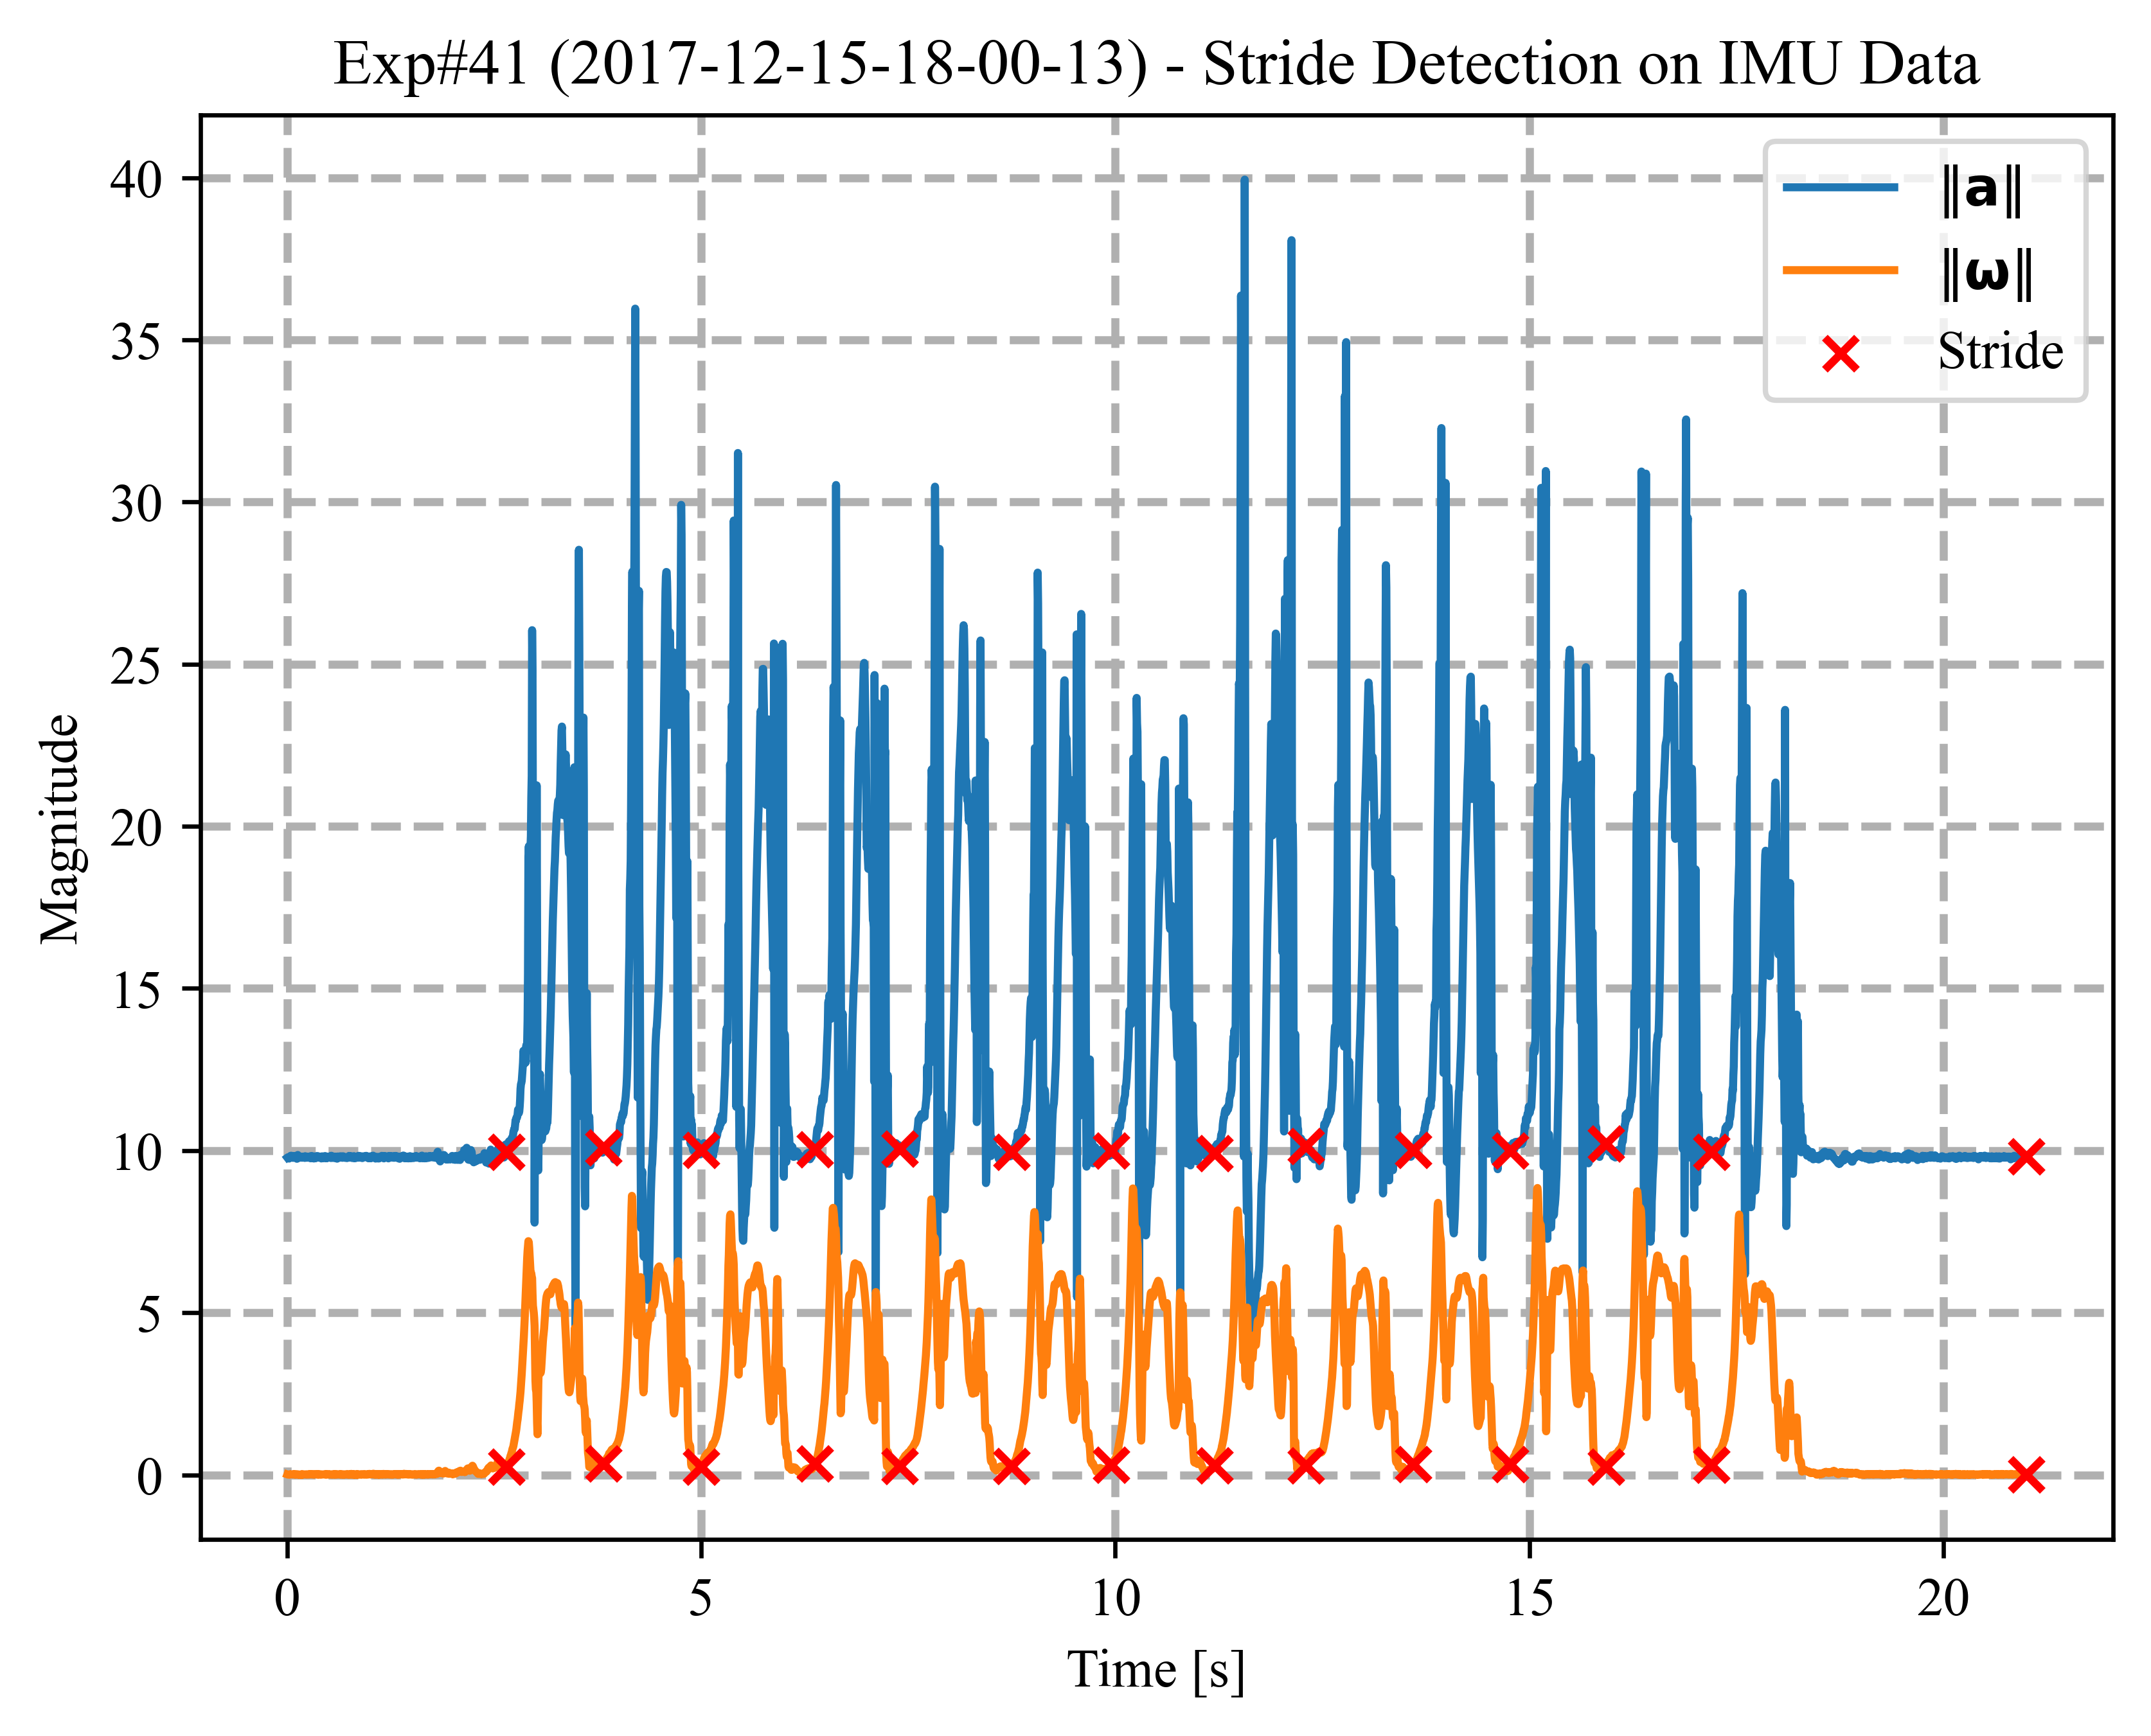 Exp#41 (2017-12-15-18-00-13) - Stride Detection on IMU Data
‖a‖
‖ω‖
Stride
Magnitude
40
35
30
25
20
15
10
5
0
0 5 10 15 20
Time [s]